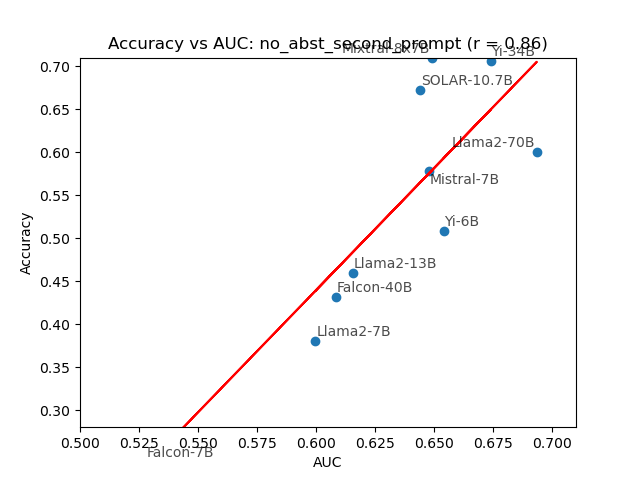 Accuracy vs AUC: no_abst_second_prompt (r = 0.86)
Mixtral-8x7B
Yi-34B
0.70
SOLAR-10.7B
0.65
Llama2-70B
0.60
Mistral-7B
0.55
Yi-6B
0.50
Accuracy
Llama2-13B
0.45
Falcon-40B
0.40
Llama2-7B
0.35
0.30
0.500 0.525 0.550 0.575 0.600 0.625 0.650 0.675 0.700
Falcon-7B
AUC